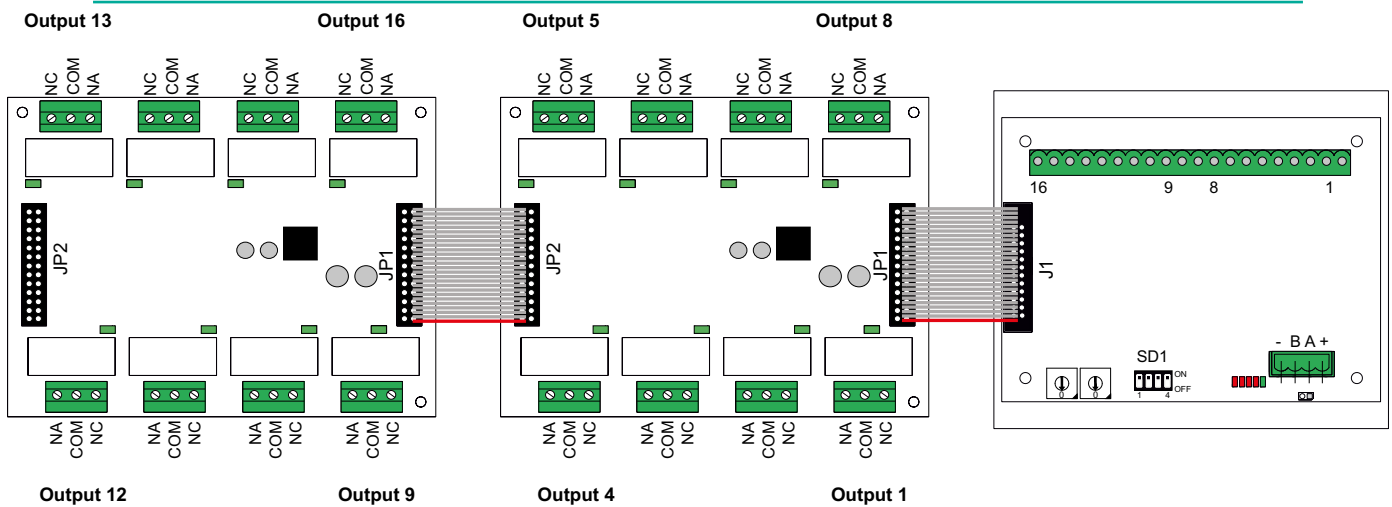 Output 13
Output 16
Output 5
Output 8
NC COM NA
NC COM NA
NC COM NA
NC COM NA
NC COM NA
NC COM NA
NC COM NA
NC COM NA
16 9 8 1
JP2
JP1
JP2
JP1
J1
- B A +
SD1
ON
OFF
1 4
0 0
NA COM NC
NA COM NC
NA COM NC
NA COM NC
NA COM NC
NA COM NC
NA COM NC
NA COM NC
Output 12
Output 9
Output 4
Output 1